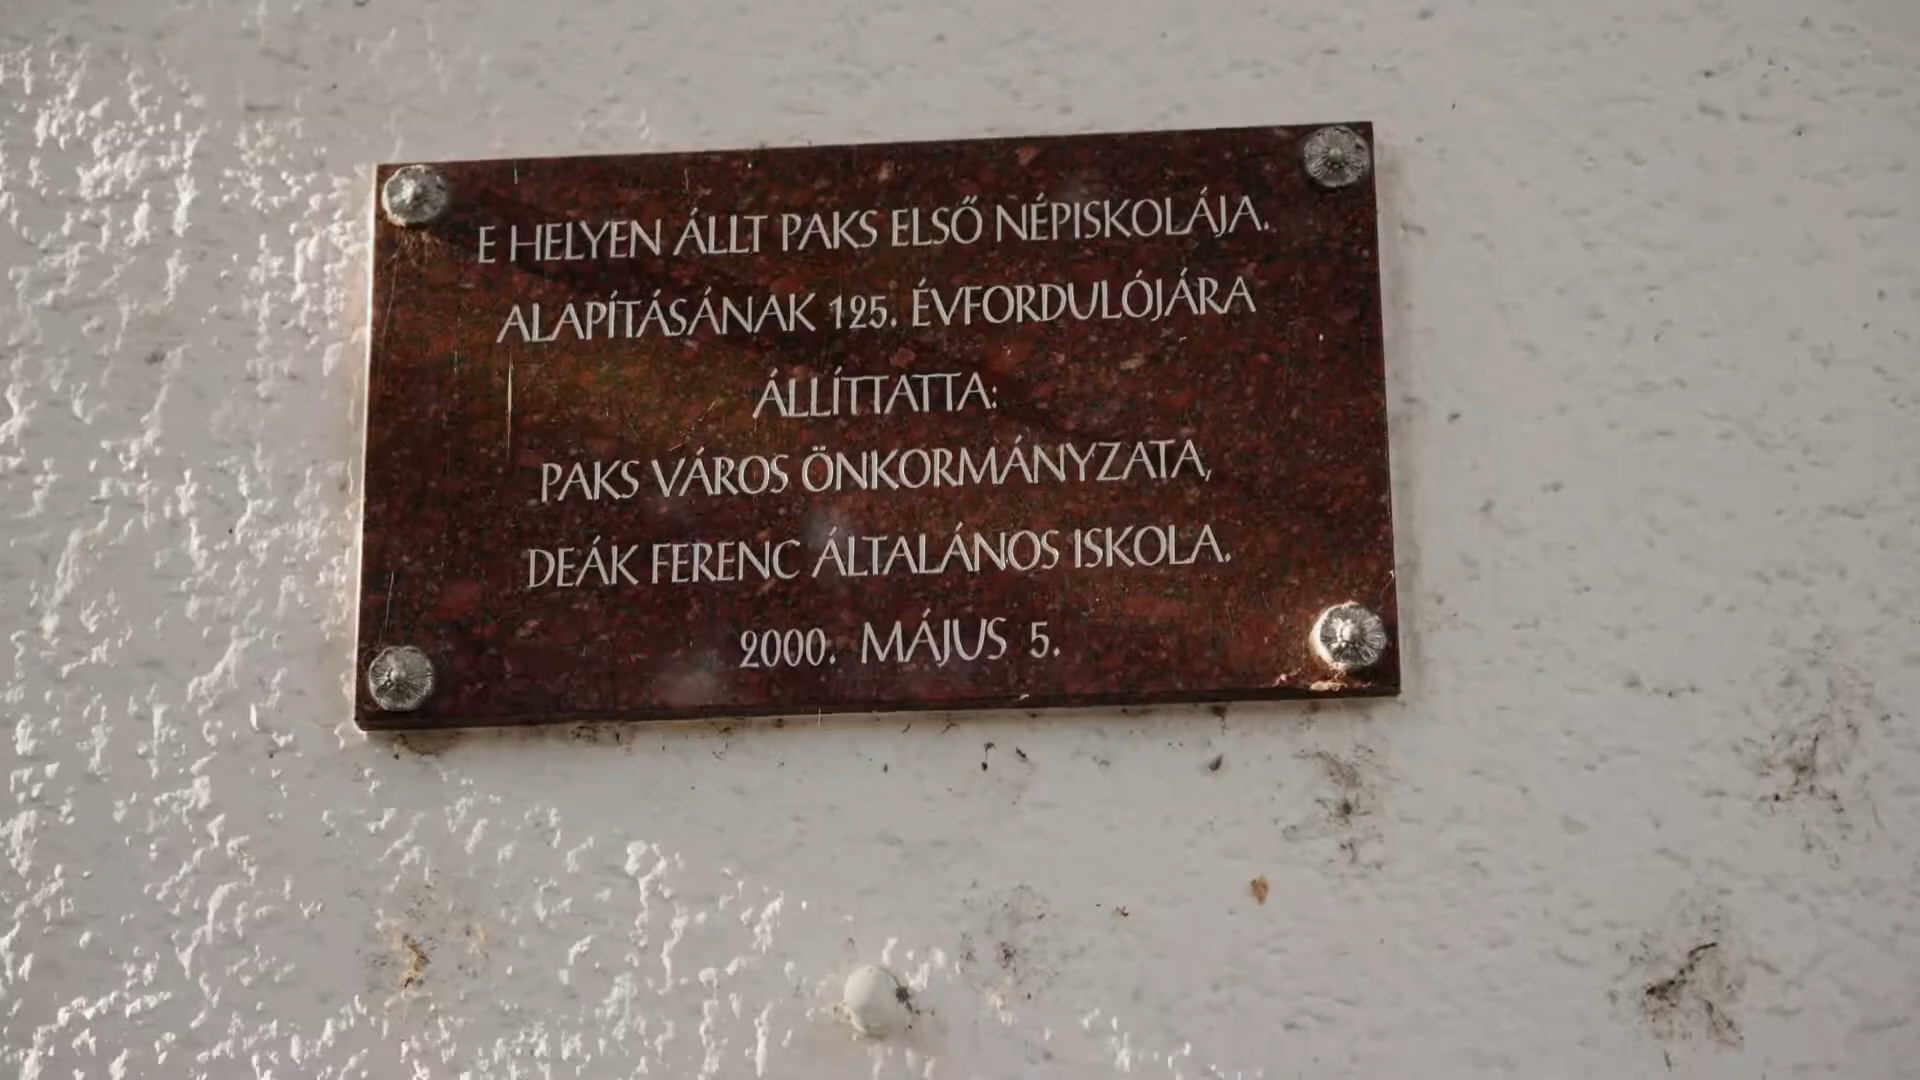 E HELYEN ÁLLT PAKS ELSŐ NÉPISKOLÁJA.
ALAPÍTÁSÁNAK 125. ÉVFORDULÓJÁRA
ÁLLÍTTATTA:
PAKS VÁROS ÖNKORMÁNYZATA,
DEÁK FERENC ÁLTALÁNOS ISKOLA.
2000. MÁJUS 5.